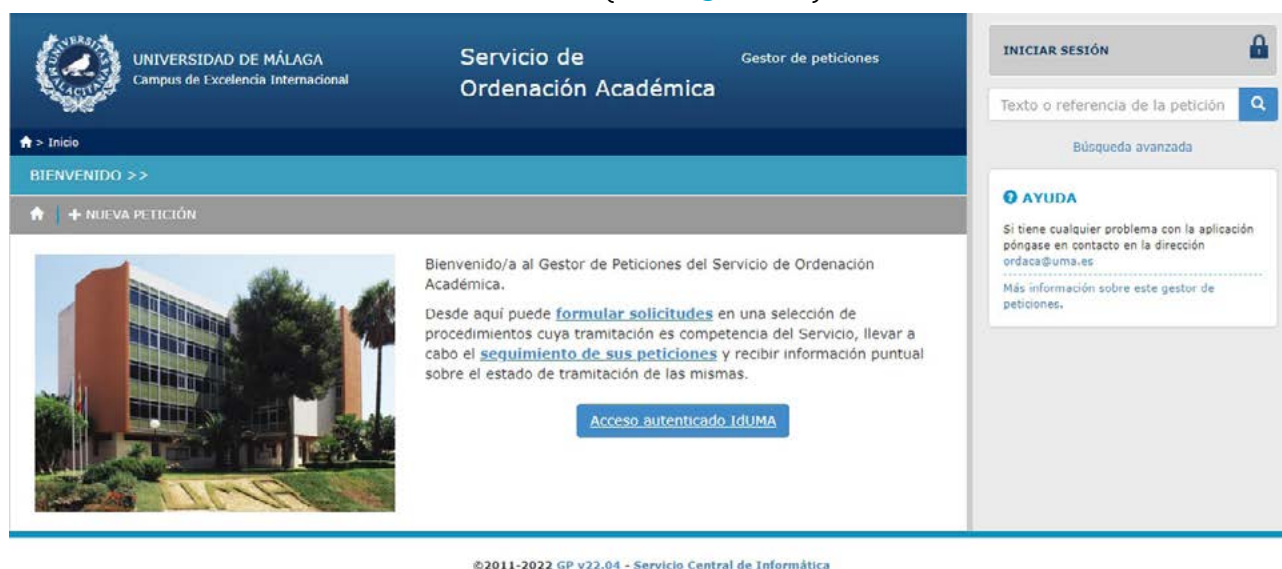 UNIVERSIDAD DE MÁLAGA
Campus de Excelencia Internacional
Servicio de
Ordenación Académica
Gestor de peticiones
> Inicio
BIENVENIDO >>
+ NUEVA PETICIÓN
Bienvenido/a al Gestor de Peticiones del Servicio de Ordenación
Académica.
Desde aquí puede formular solicitudes en una selección de
procedimientos cuya tramitación es competencia del Servicio, llevar a
cabo el seguimiento de sus peticiones y recibir información puntual
sobre el estado de tramitación de las mismas.
Acceso autenticado IdUMA
UMA
INICIAR SESIÓN
Texto o referencia de la petición
Búsqueda avanzada
AYUDA
Si tiene cualquier problema con la aplicación
póngase en contacto en la dirección
ordaca@uma.es
Más información sobre este gestor de
peticiones.
©2011-2022 GP v22.04 - Servicio Central de Informática